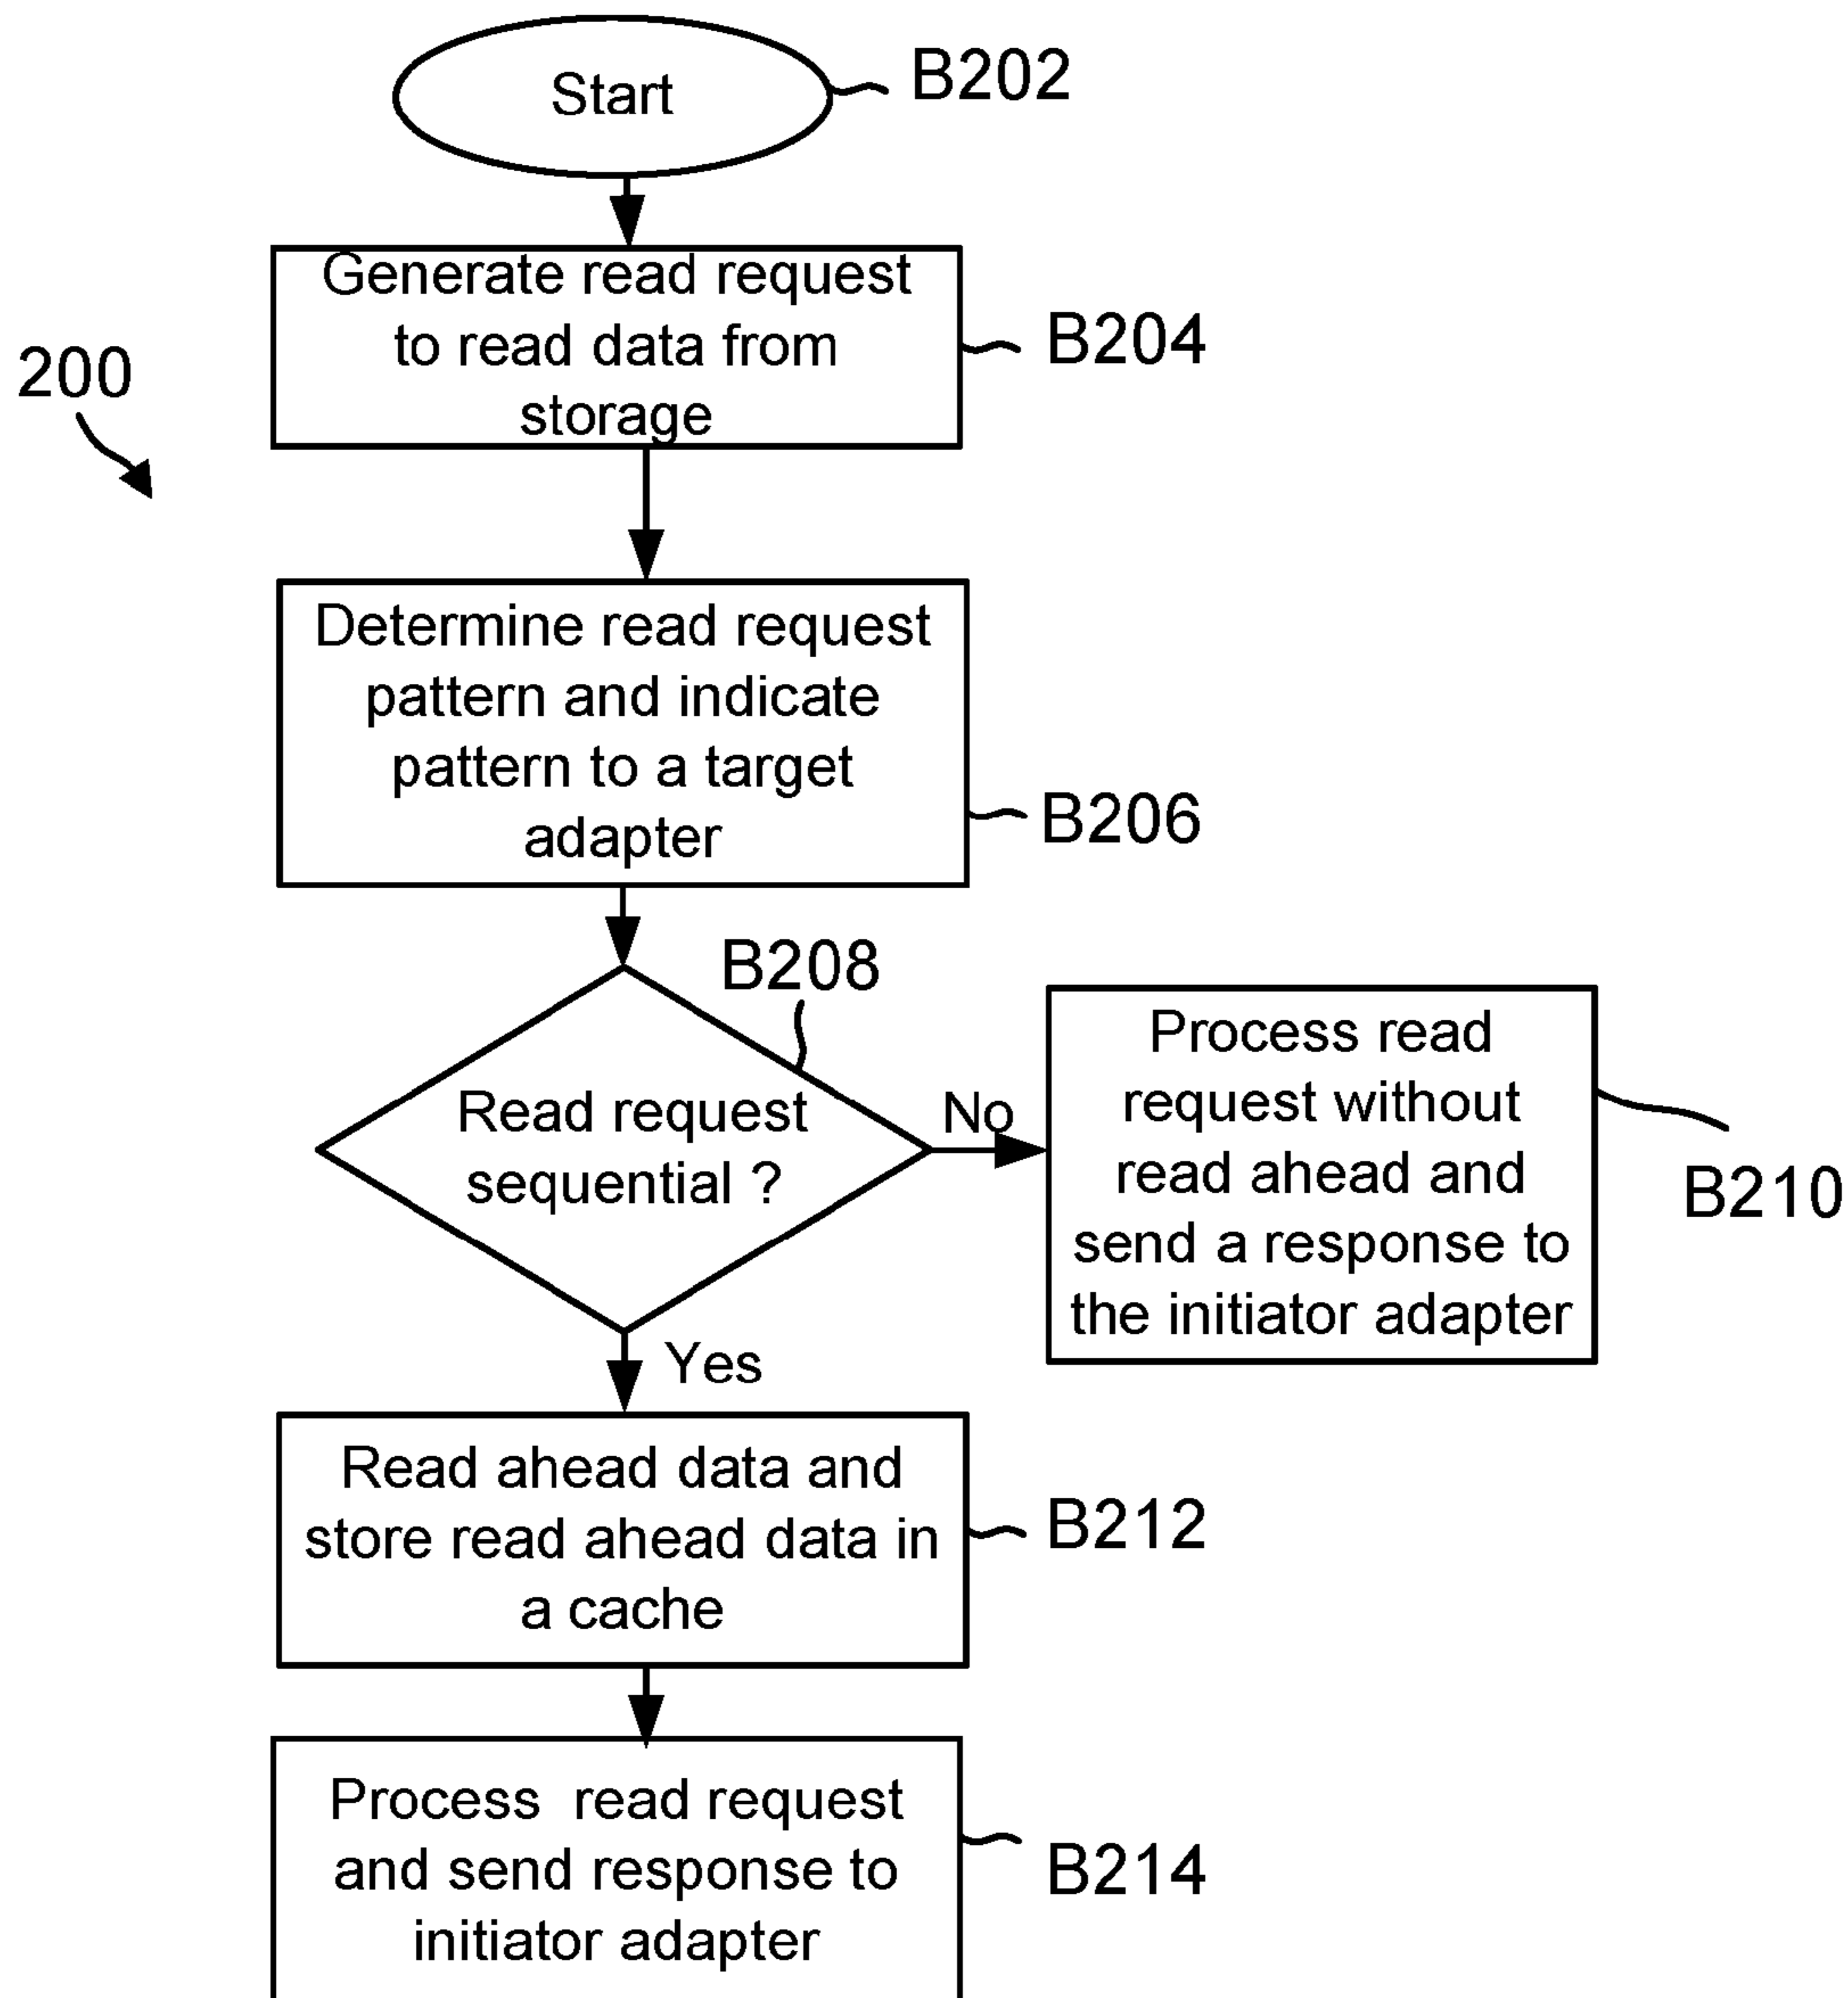 Start
B202
Generate read request
to read data from
storage
B204
200
Determine read request
pattern and indicate
pattern to a target
adapter
B206
B208
Read request
sequential ?
No
Process read
request without
read ahead and
send a response to
the initiator adapter
B210
Yes
Read ahead data and
store read ahead data in
a cache
B212
Process read request
and send response to
initiator adapter
B214